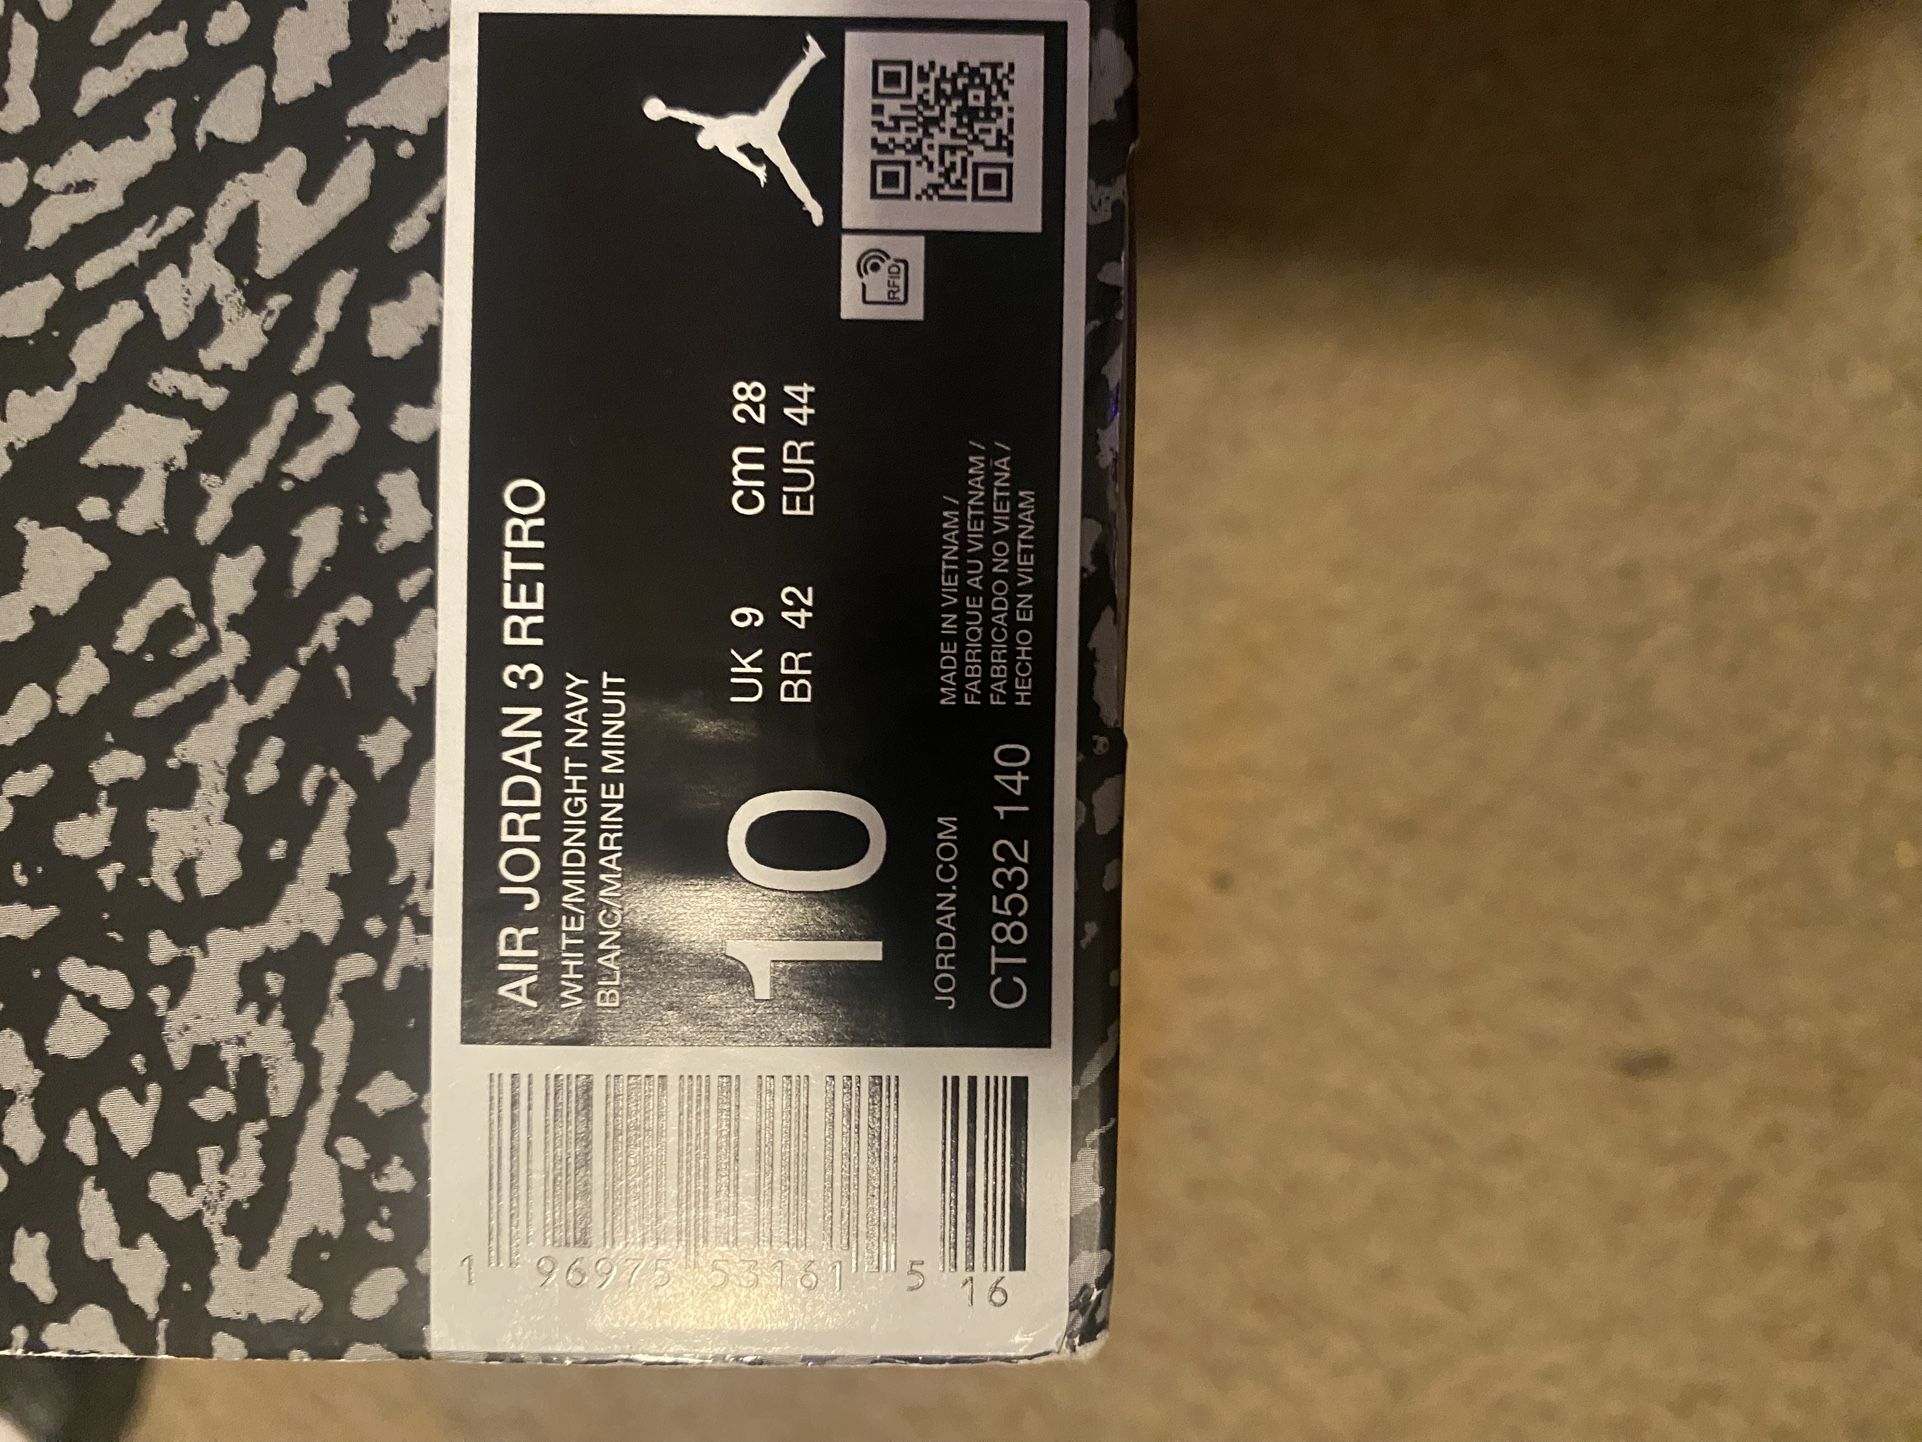 AIR JORDAN 3 RETRO
WHITE/MIDNIGHT NAVY
BLANC/MARINE MINUIT
10
UK 9 cm 28
BR 42 EUR 44
RFID
JORDAN.COM
CT8532 140
MADE IN VIETNAM /
FABRIQUE AU VIETNAM /
FABRICADO NO VIETNÃ /
HECHO EN VIETNAM
1 96975 53161 5 16